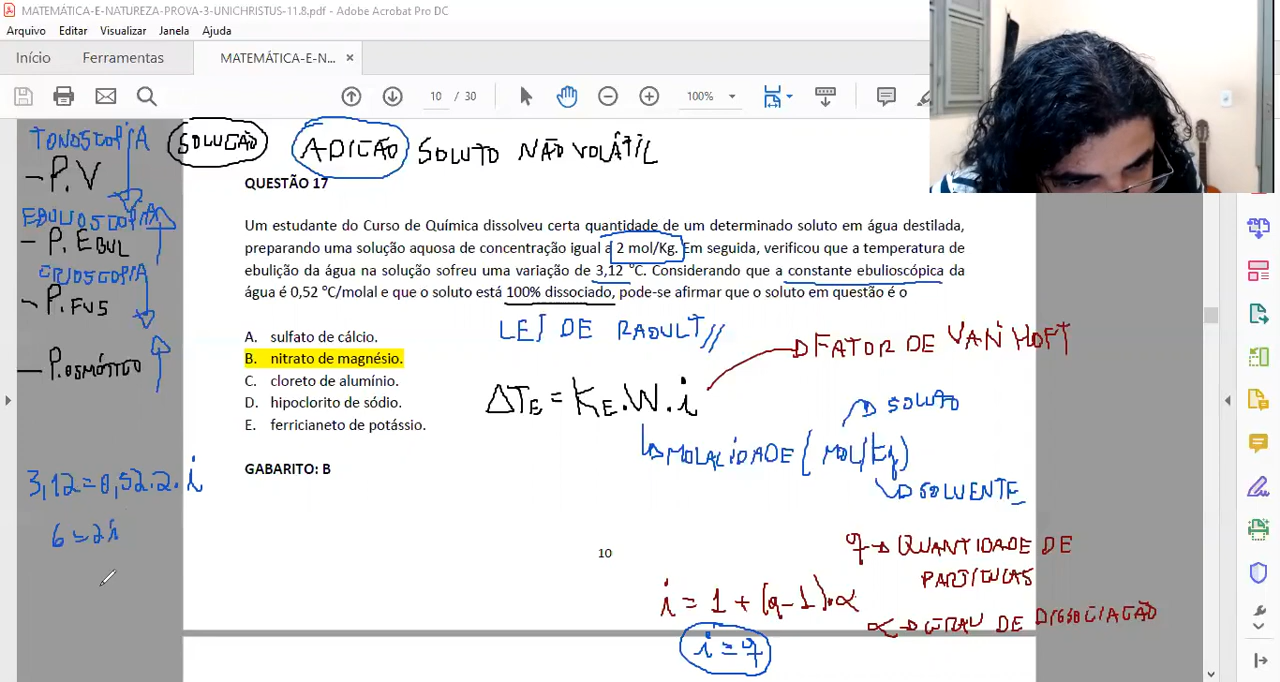 MATEMÁTICA-E-NATUREZA-PROVA-3-UNICHRISTUS-11.8.pdf - Adobe Acrobat Pro DC
Arquivo Editar Visualizar Janela Ajuda
Início Ferramentas MATEMÁTICA-E-N... ×
10 / 30 100%
TONOSCOPIA
- P.V
EBULIOSCOPIA
- P. EBUL
CRIOSCOPIA
- P. FUS
- P. OSMÓTICO
3,12 = 0,52.2.i
6 = 2i
SOLUÇÃO ADIÇÃO SOLUTO NÃO VOLÁTIL
QUESTÃO 17
Um estudante do Curso de Química dissolveu certa quantidade de um determinado soluto em água destilada,
preparando uma solução aquosa de concentração igual a 2 mol/Kg. Em seguida, verificou que a temperatura de
ebulição da água na solução sofreu uma variação de 3,12 °C. Considerando que a constante ebulioscópica da
água é 0,52 °C/molal e que o soluto está 100% dissociado, pode-se afirmar que o soluto em questão é o
A. sulfato de cálcio.
B. nitrato de magnésio.
C. cloreto de alumínio.
D. hipoclorito de sódio.
E. ferricianeto de potássio.
GABARITO: B
LEI DE RAOULT //
FATOR DE VAN'HOFT
ΔTE = KE.W.i
SOLUTO
MOLALIDADE (MOL/Kg)
SOLVENTE
10
q → QUANTIDADE DE
PARTÍCULAS
i = 1 + (q-1).α
α → GRAU DE DISSOCIAÇÃO
i = q